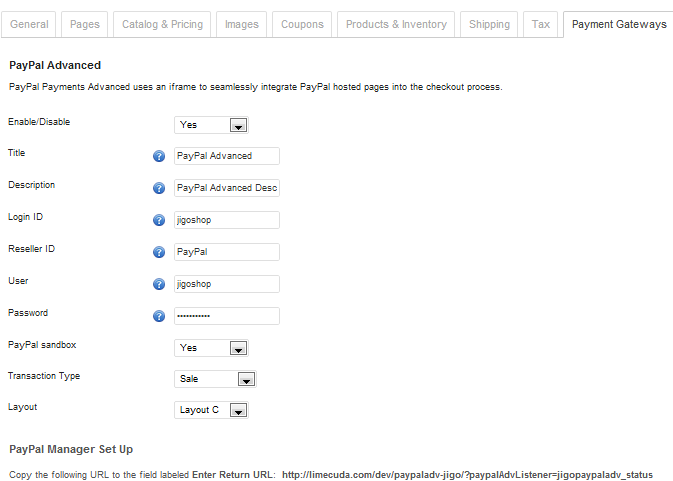 General Pages Catalog & Pricing Images Coupons Products & Inventory Shipping Tax Payment Gateways
PayPal Advanced
PayPal Payments Advanced uses an iframe to seamlessly integrate PayPal hosted pages into the checkout process.
Enable/Disable Yes
Title ? PayPal Advanced
Description ? PayPal Advanced Desc
Login ID ? jigoshop
Reseller ID ? PayPal
User ? jigoshop
Password ? •••••••••••
PayPal sandbox Yes
Transaction Type Sale
Layout Layout C
PayPal Manager Set Up
Copy the following URL to the field labeled Enter Return URL: http://limecuda.com/dev/paypaladv-jigo/?paypalAdvListener=jigopaypaladv_status